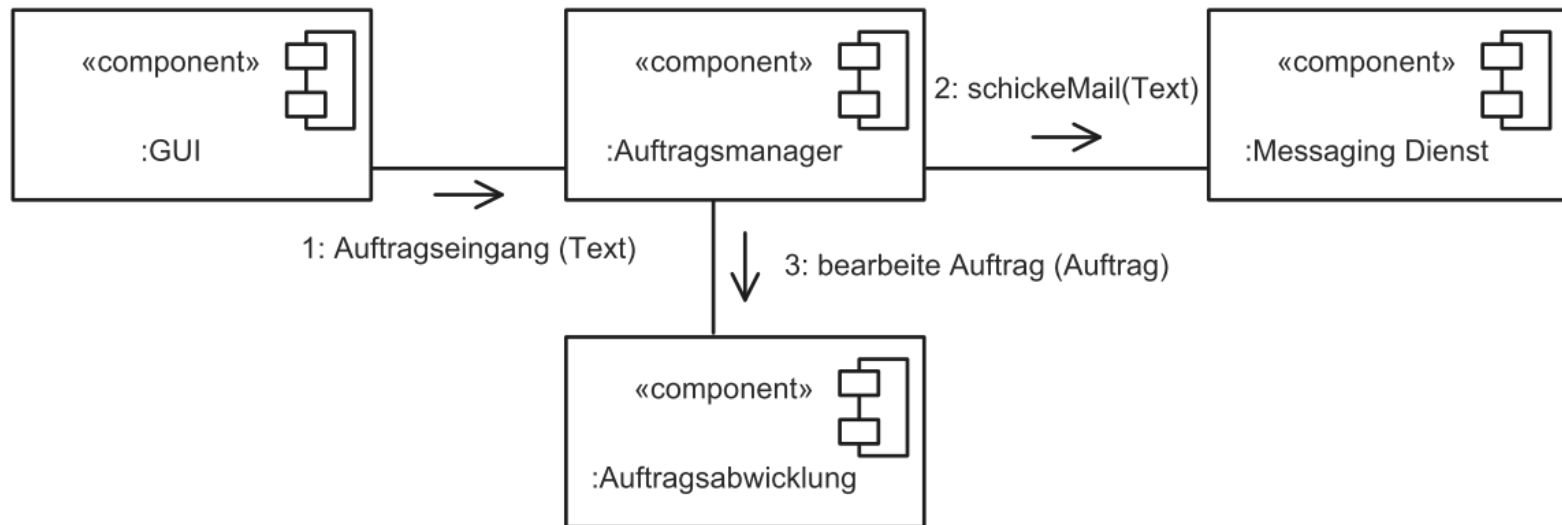 «component»
:GUI
1: Auftragseingang (Text)
«component»
:Auftragsmanager
2: schickeMail(Text)
«component»
:Messaging Dienst
3: bearbeite Auftrag (Auftrag)
«component»
:Auftragsabwicklung